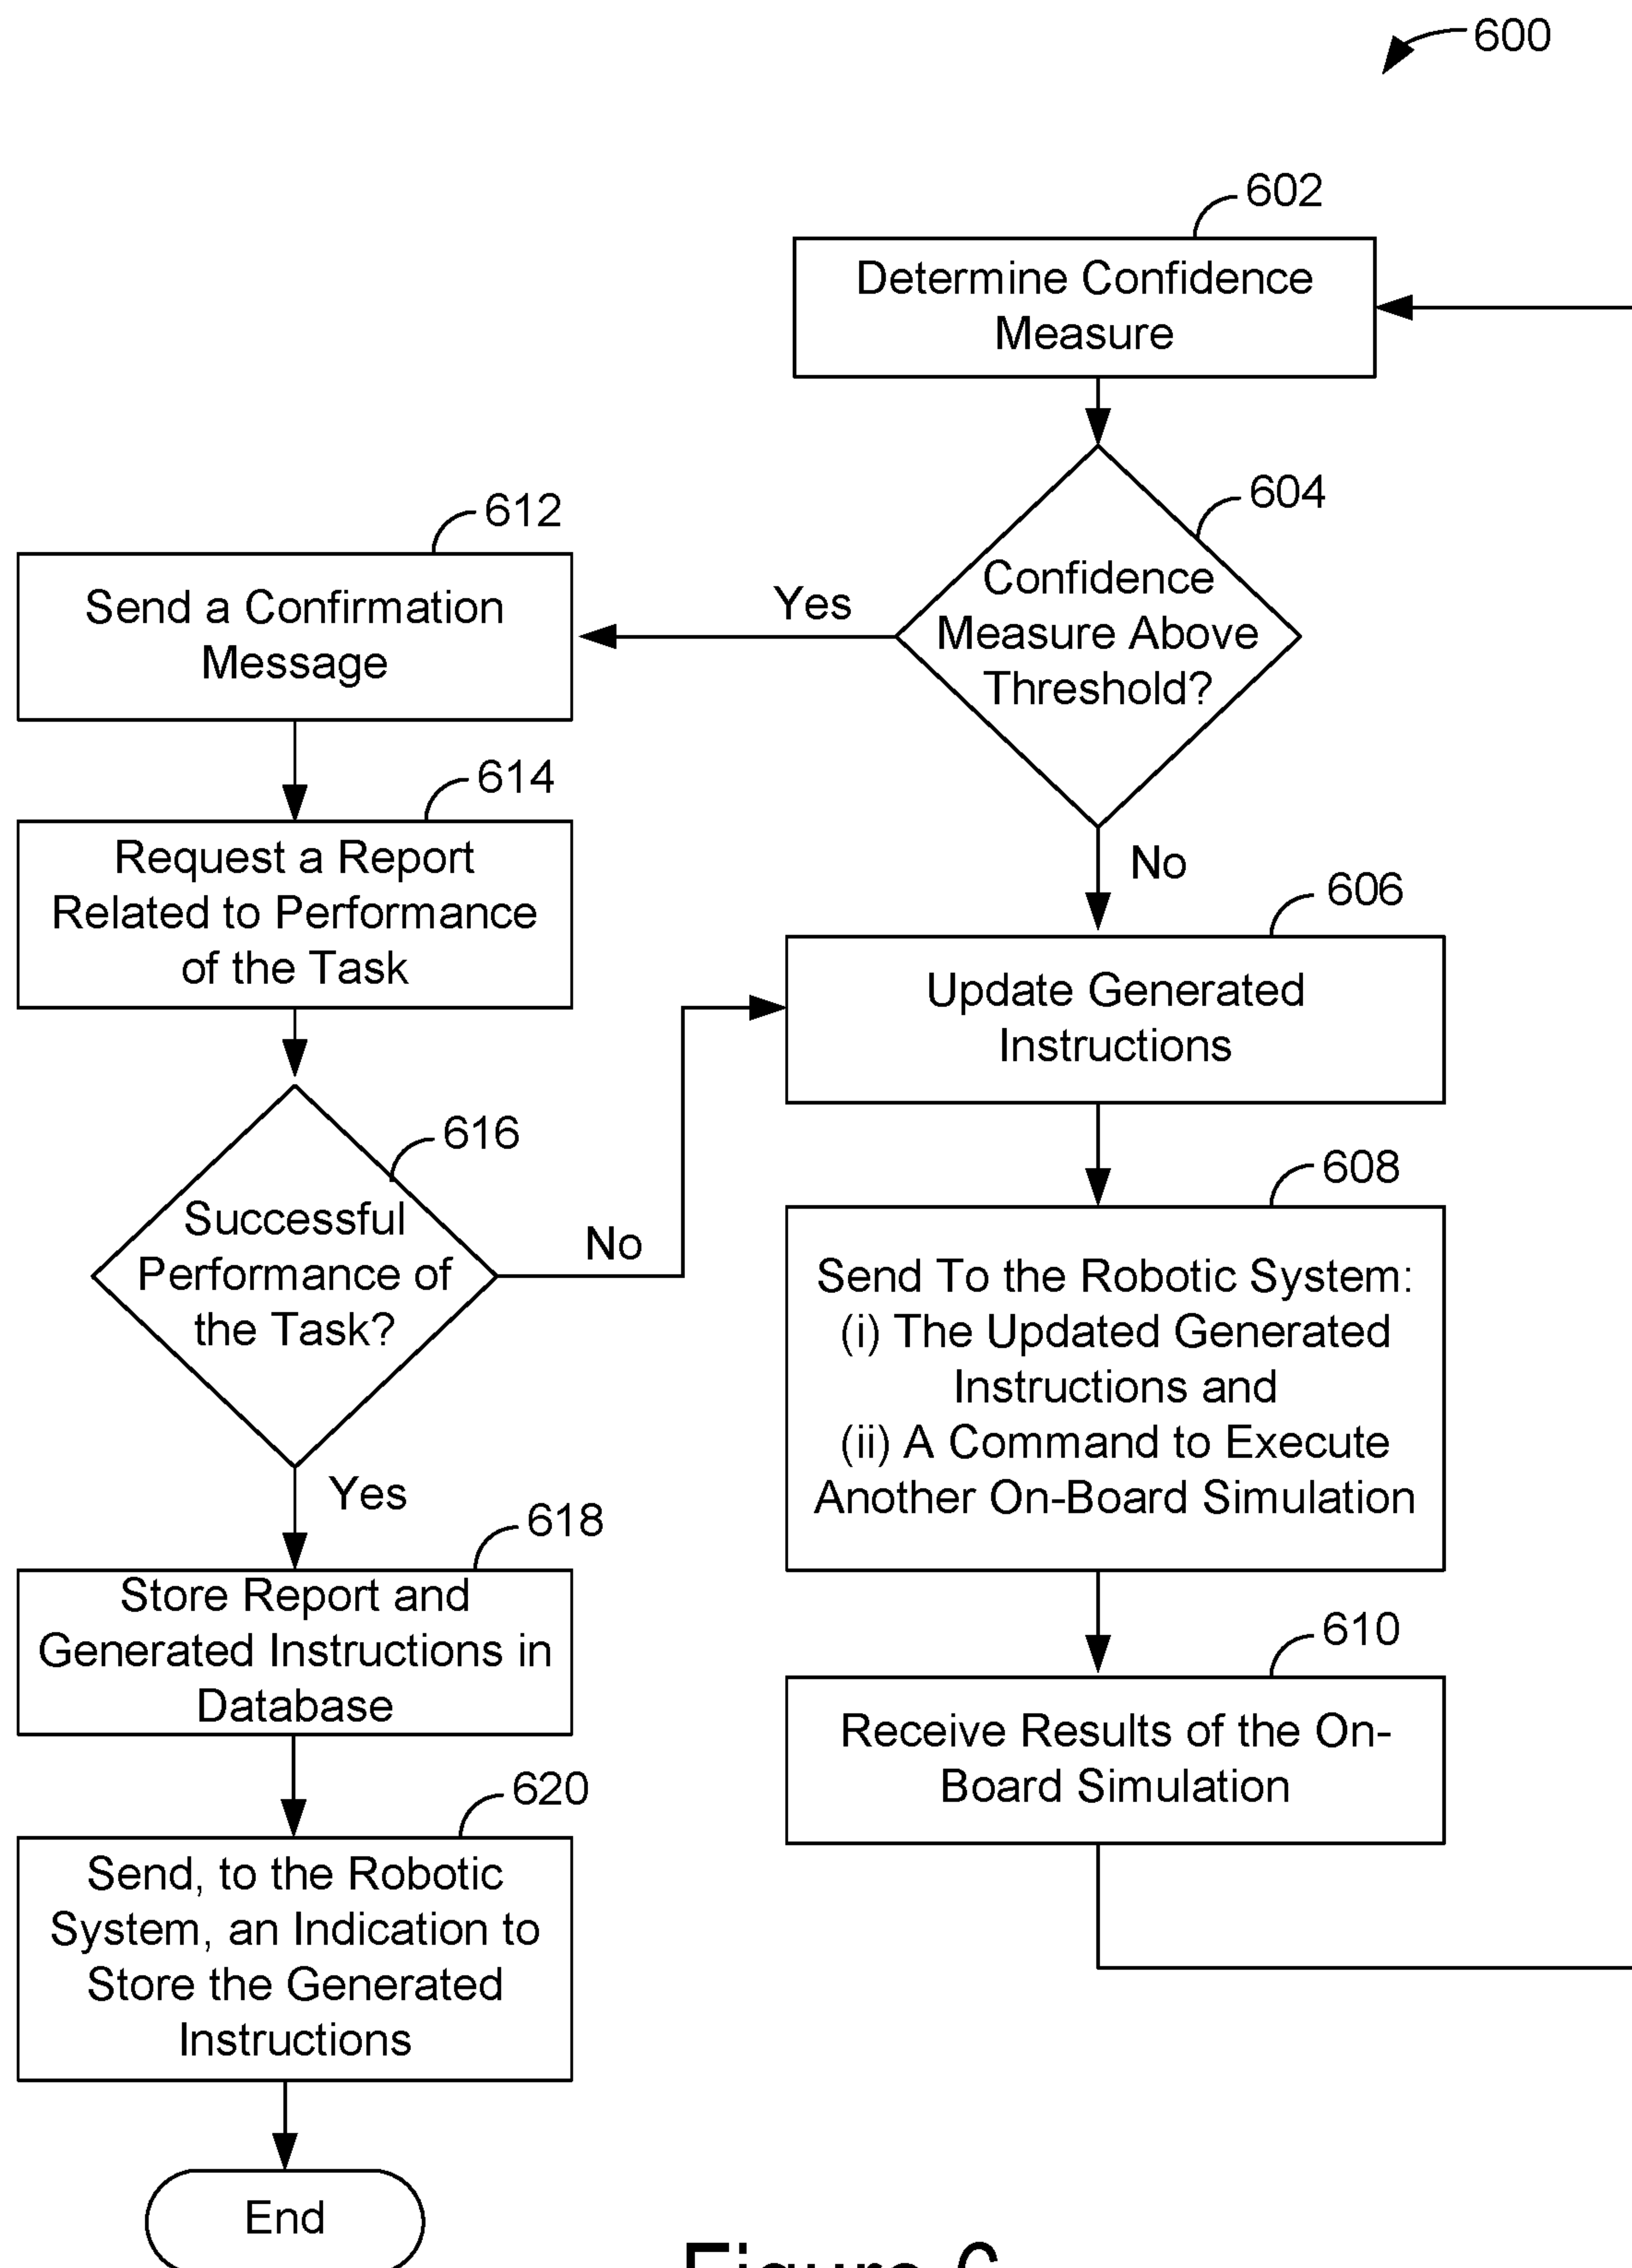 600
602
Determine Confidence
Measure
604
Confidence
Measure Above
Threshold?
Yes
No
612
Send a Confirmation
Message
614
Request a Report
Related to Performance
of the Task
616
Successful
Performance of
the Task?
No
Yes
606
Update Generated
Instructions
608
Send To the Robotic System:
(i) The Updated Generated
Instructions and
(ii) A Command to Execute
Another On-Board Simulation
610
Receive Results of the On-
Board Simulation
618
Store Report and
Generated Instructions in
Database
620
Send, to the Robotic
System, an Indication to
Store the Generated
Instructions
End
Figure 6